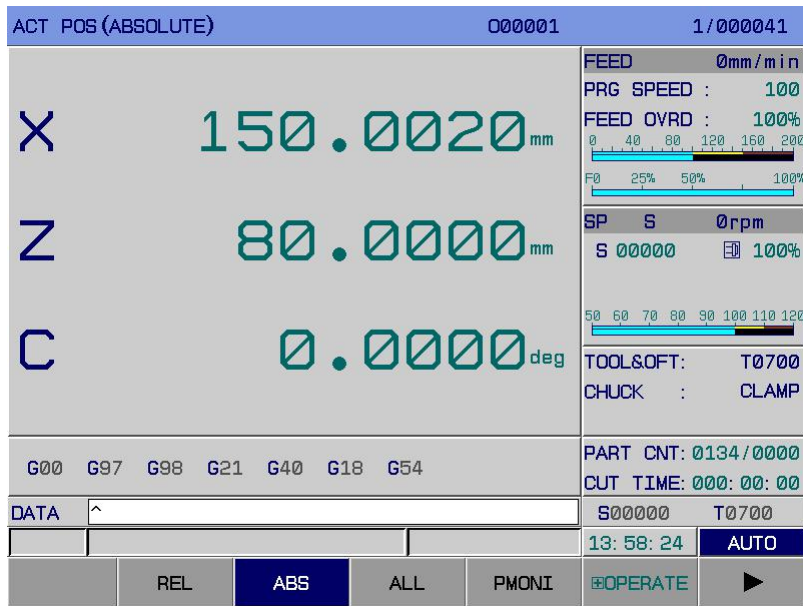 ACT POS(ABSOLUTE) O00001 1/000041
X 150.0020mm
Z 80.0000mm
C 0.0000deg
FEED 0mm/min
PRG SPEED : 100
FEED OVRD : 100%
0 40 80 120 160 200
F0 25% 50% 100%
SP S 0rpm
S 00000 100%
50 60 70 80 90 100 110 120
TOOL&OFT: T0700
CHUCK : CLAMP
G00 G97 G98 G21 G40 G18 G54
PART CNT: 0134/0000
CUT TIME: 000:00:00
DATA ^
S00000 T0700
13:58:24 AUTO
REL ABS ALL PMONI OPERATE